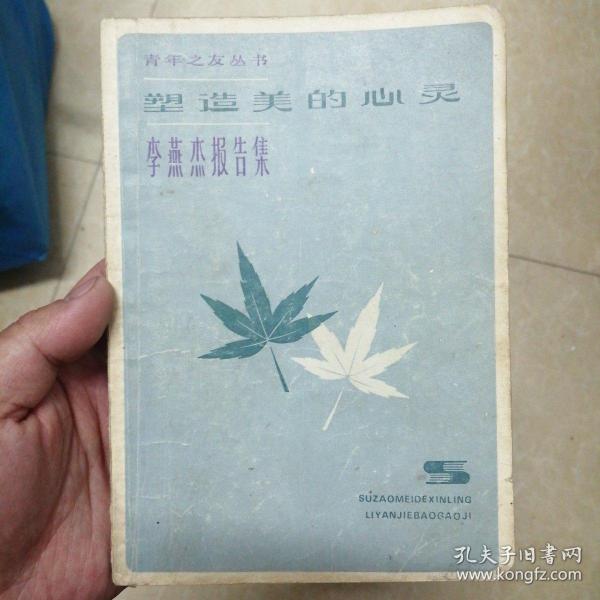 青年之友丛书
塑造美的心灵
李燕杰报告集
SUZAOMEIDEXINLING
LIYANJIEBAOGAOJI
孔夫子旧书网
www.kongfz.com